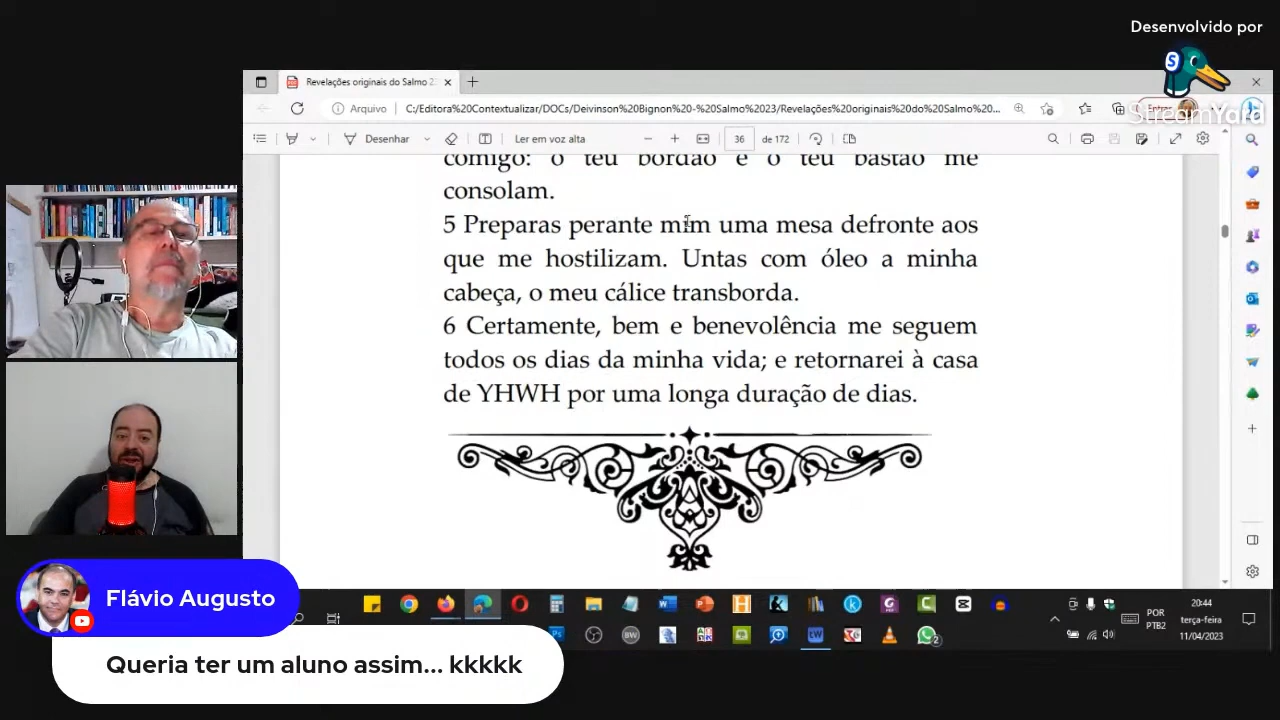 Desenvolvido por
StreamYard
Revelações originais do Salmo 2
Arquivo
C:/Editora%20Contextualizar/DOCs/Deivinson%20Bignon%20-%20Salmo%2023/Revelações%20originais%20do%20Salmo%20...
Entrar
Desenhar
Ler em voz alta
36
de 172
comigo: o teu bordão e o teu bastão me
consolam.
5 Preparas perante mim uma mesa defronte aos
que me hostilizam. Untas com óleo a minha
cabeça, o meu cálice transborda.
6 Certamente, bem e benevolência me seguem
todos os dias da minha vida; e retornarei à casa
de YHWH por uma longa duração de dias.
Flávio Augusto
Queria ter um aluno assim... kkkkk
POR
PTB2
20:44
terça-feira
11/04/2023